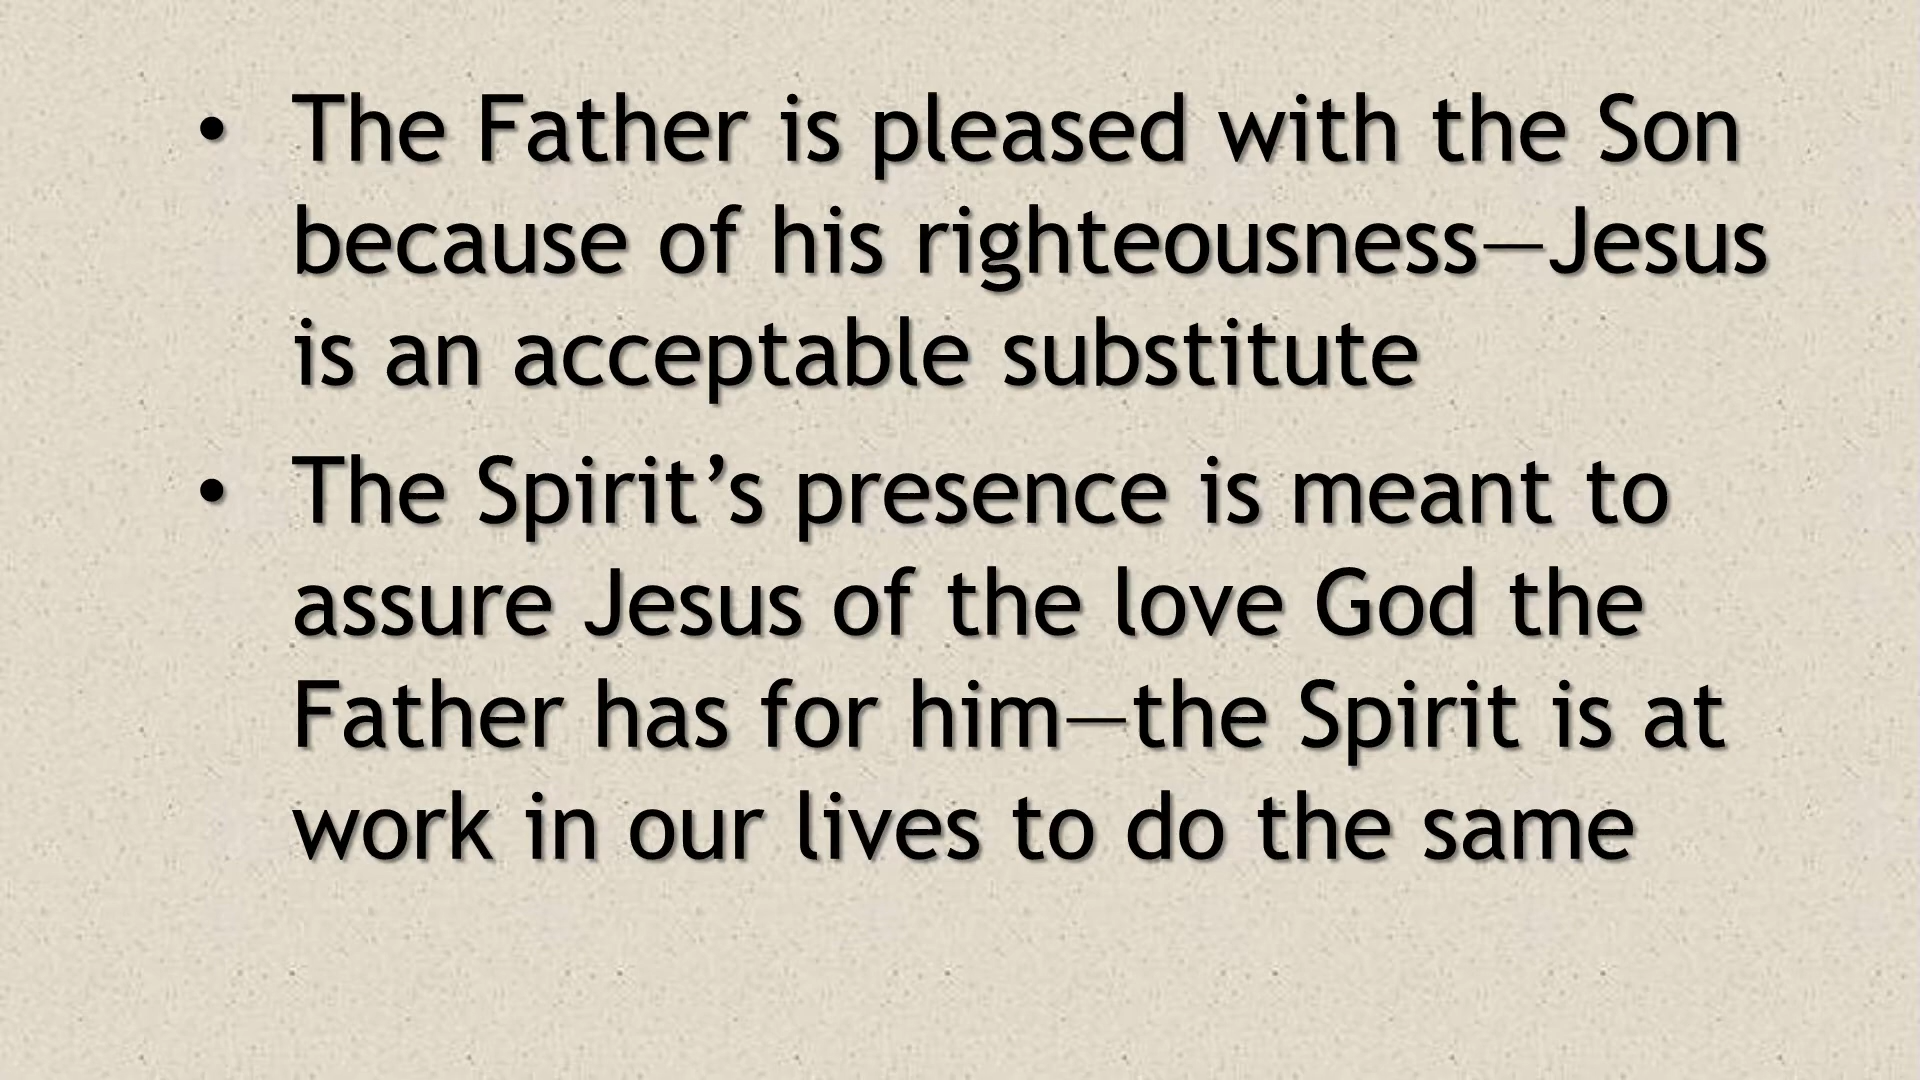 • The Father is pleased with the Son
because of his righteousness—Jesus
is an acceptable substitute
• The Spirit’s presence is meant to
assure Jesus of the love God the
Father has for him—the Spirit is at
work in our lives to do the same